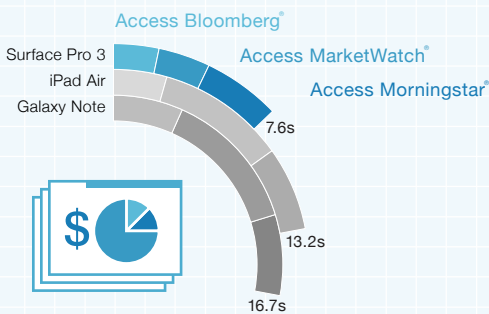 Access Bloomberg®
Surface Pro 3
Access MarketWatch®
iPad Air
Access Morningstar®
Galaxy Note
7.6s
$
13.2s
16.7s